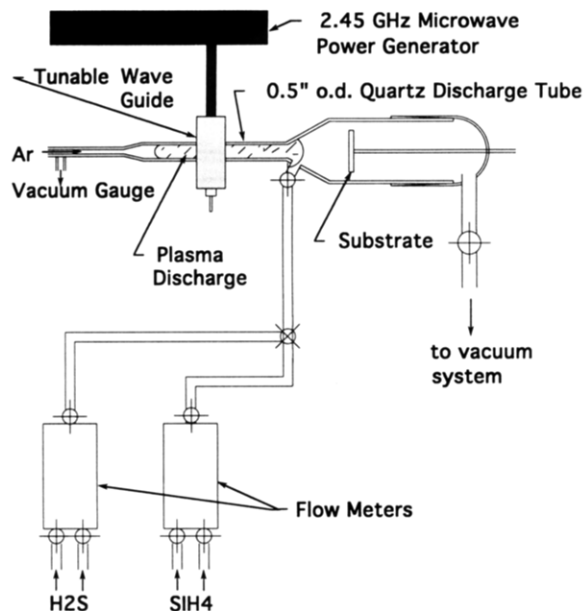 2.45 GHz Microwave
Power Generator
Tunable Wave
Guide
0.5" o.d. Quartz Discharge Tube
Ar
Vacuum Gauge
Plasma
Discharge
Substrate
to vacuum
system
Flow Meters
H2S
SIH4